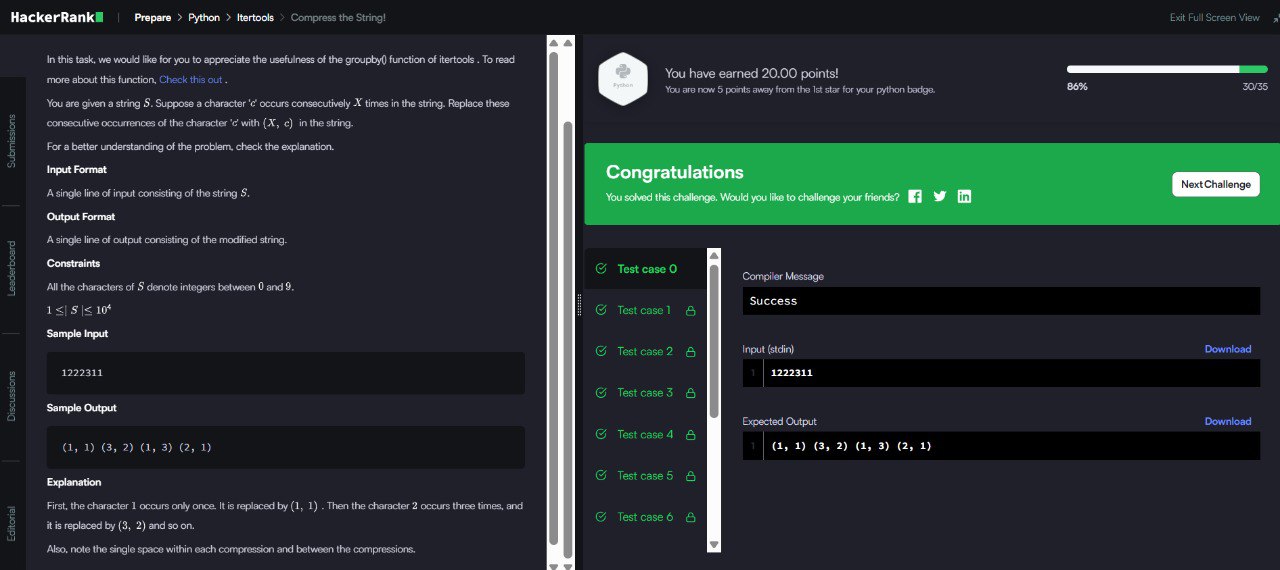 HackerRank | Prepare > Python > Itertools > Compress the String!
Exit Full Screen View
Submissions
Leaderboard
Discussions
Editorial
In this task, we would like for you to appreciate the usefulness of the groupby() function of itertools . To read
more about this function, Check this out .
You are given a string S. Suppose a character 'c' occurs consecutively X times in the string. Replace these
consecutive occurrences of the character 'c' with (X, c) in the string.
For a better understanding of the problem, check the explanation.
Input Format
A single line of input consisting of the string S.
Output Format
A single line of output consisting of the modified string.
Constraints
All the characters of S denote integers between 0 and 9.
1 ≤| S |≤ 10⁴
Sample Input
1222311
Sample Output
(1, 1) (3, 2) (1, 3) (2, 1)
Explanation
First, the character 1 occurs only once. It is replaced by (1, 1) . Then the character 2 occurs three times, and
it is replaced by (3, 2) and so on.
Also, note the single space within each compression and between the compressions.
Python
You have earned 20.00 points!
You are now 5 points away from the 1st star for your python badge.
86%
30/35
Congratulations
You solved this challenge. Would you like to challenge your friends?
Next Challenge
Test case 0
Test case 1
Test case 2
Test case 3
Test case 4
Test case 5
Test case 6
Compiler Message
Success
Input (stdin)
Download
1 1222311
Expected Output
Download
1 (1, 1) (3, 2) (1, 3) (2, 1)